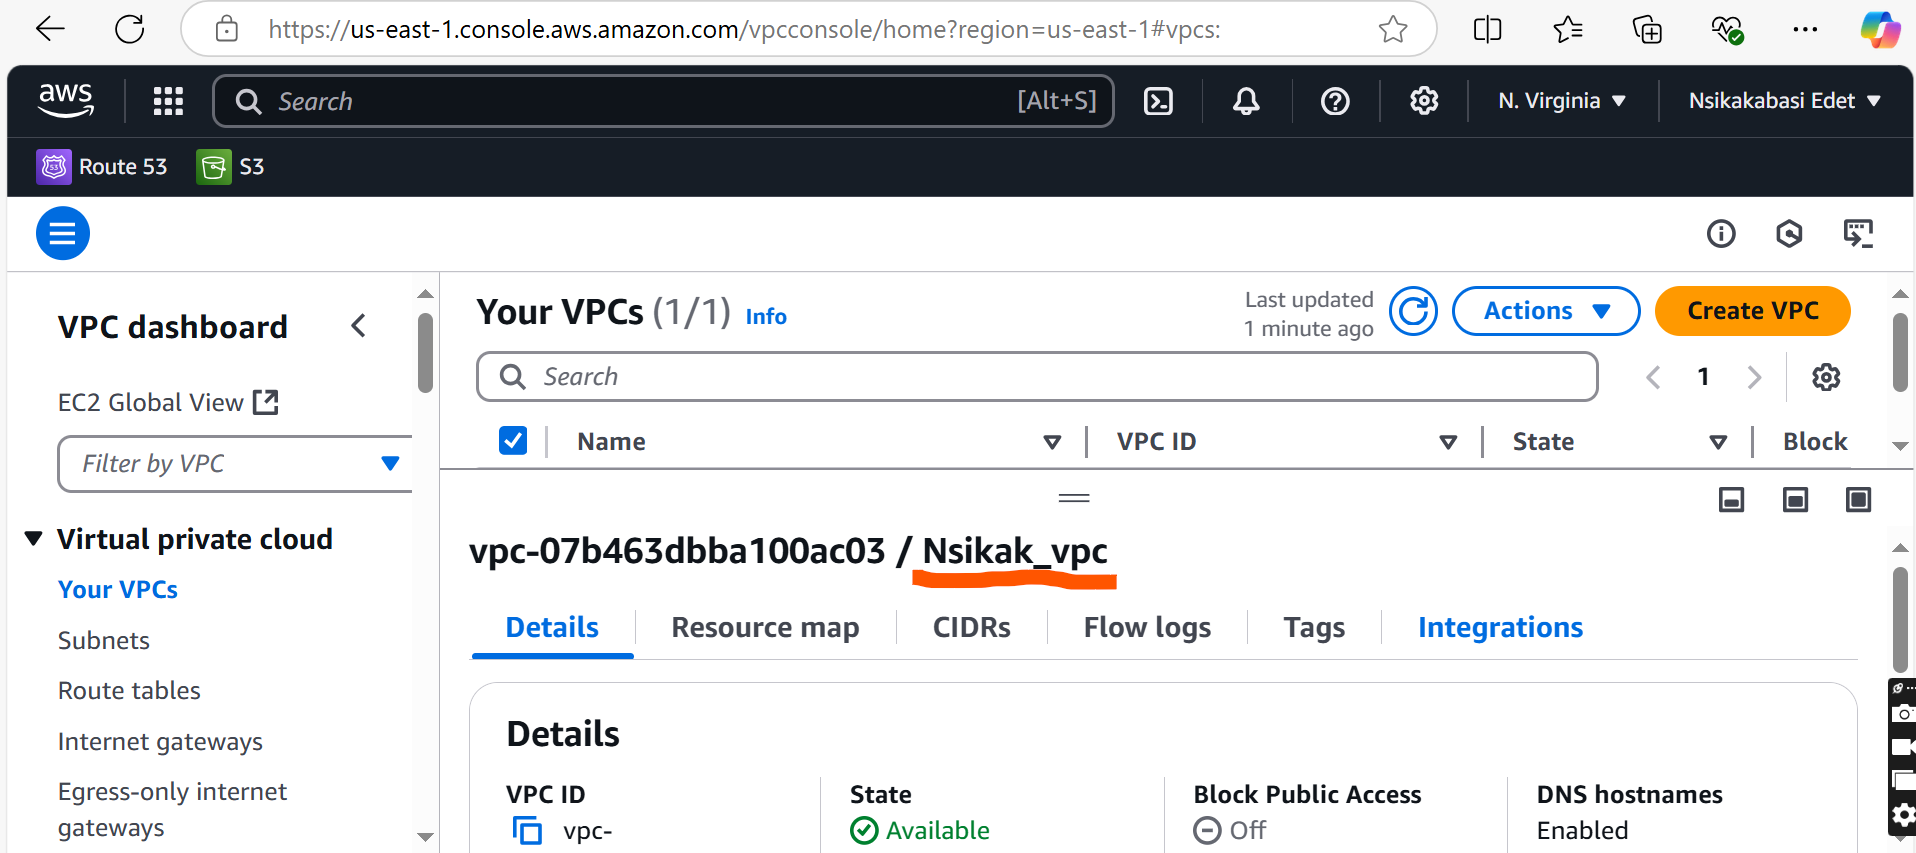 https://us-east-1.console.aws.amazon.com/vpcconsole/home?region=us-east-1#vpcs:
aws
Search
[Alt+S]
N. Virginia
Nsikakabasi Edet
Route 53
S3
VPC dashboard
EC2 Global View
Filter by VPC
Virtual private cloud
Your VPCs
Subnets
Route tables
Internet gateways
Egress-only internet
gateways
Your VPCs (1/1) Info
Last updated
1 minute ago
Actions
Create VPC
Search
1
Name
VPC ID
State
Block
vpc-07b463dbba100ac03 / Nsikak_vpc
Details
Resource map
CIDRs
Flow logs
Tags
Integrations
Details
VPC ID
vpc-
State
Available
Block Public Access
Off
DNS hostnames
Enabled